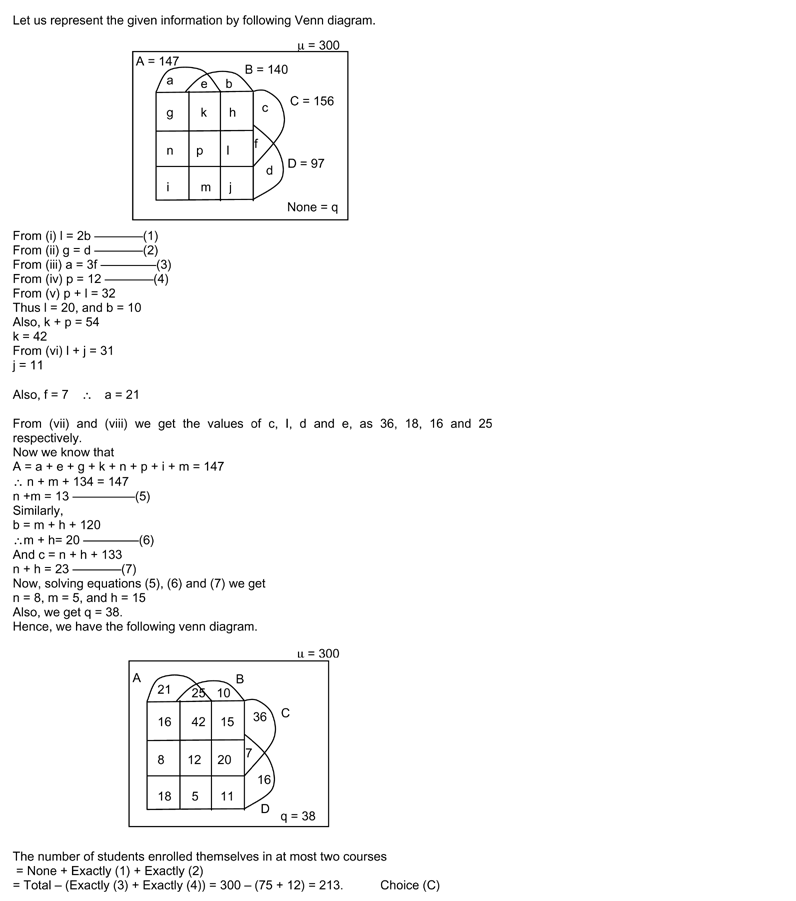 Let us represent the given information by following Venn diagram.
µ = 300
A = 147
B = 140
a e b
C = 156
g k h c
n p l f
D = 97
d
i m j
None = q
From (i) l = 2b ———(1)
From (ii) g = d ———(2)
From (iii) a = 3f ———(3)
From (iv) p = 12 ———(4)
From (v) p + l = 32
Thus l = 20, and b = 10
Also, k + p = 54
k = 42
From (vi) l + j = 31
j = 11
Also, f = 7 ∴ a = 21
From (vii) and (viii) we get the values of c, I, d and e, as 36, 18, 16 and 25
respectively.
Now we know that
A = a + e + g + k + n + p + i + m = 147
∴ n + m + 134 = 147
n +m = 13 ———(5)
Similarly,
b = m + h + 120
∴m + h= 20 ———(6)
And c = n + h + 133
n + h = 23 ———(7)
Now, solving equations (5), (6) and (7) we get
n = 8, m = 5, and h = 15
Also, we get q = 38.
Hence, we have the following venn diagram.
µ = 300
A B
21 25 10
16 42 15 36 C
8 12 20 7
16
18 5 11
D
q = 38
The number of students enrolled themselves in at most two courses
= None + Exactly (1) + Exactly (2)
= Total – (Exactly (3) + Exactly (4)) = 300 – (75 + 12) = 213. Choice (C)